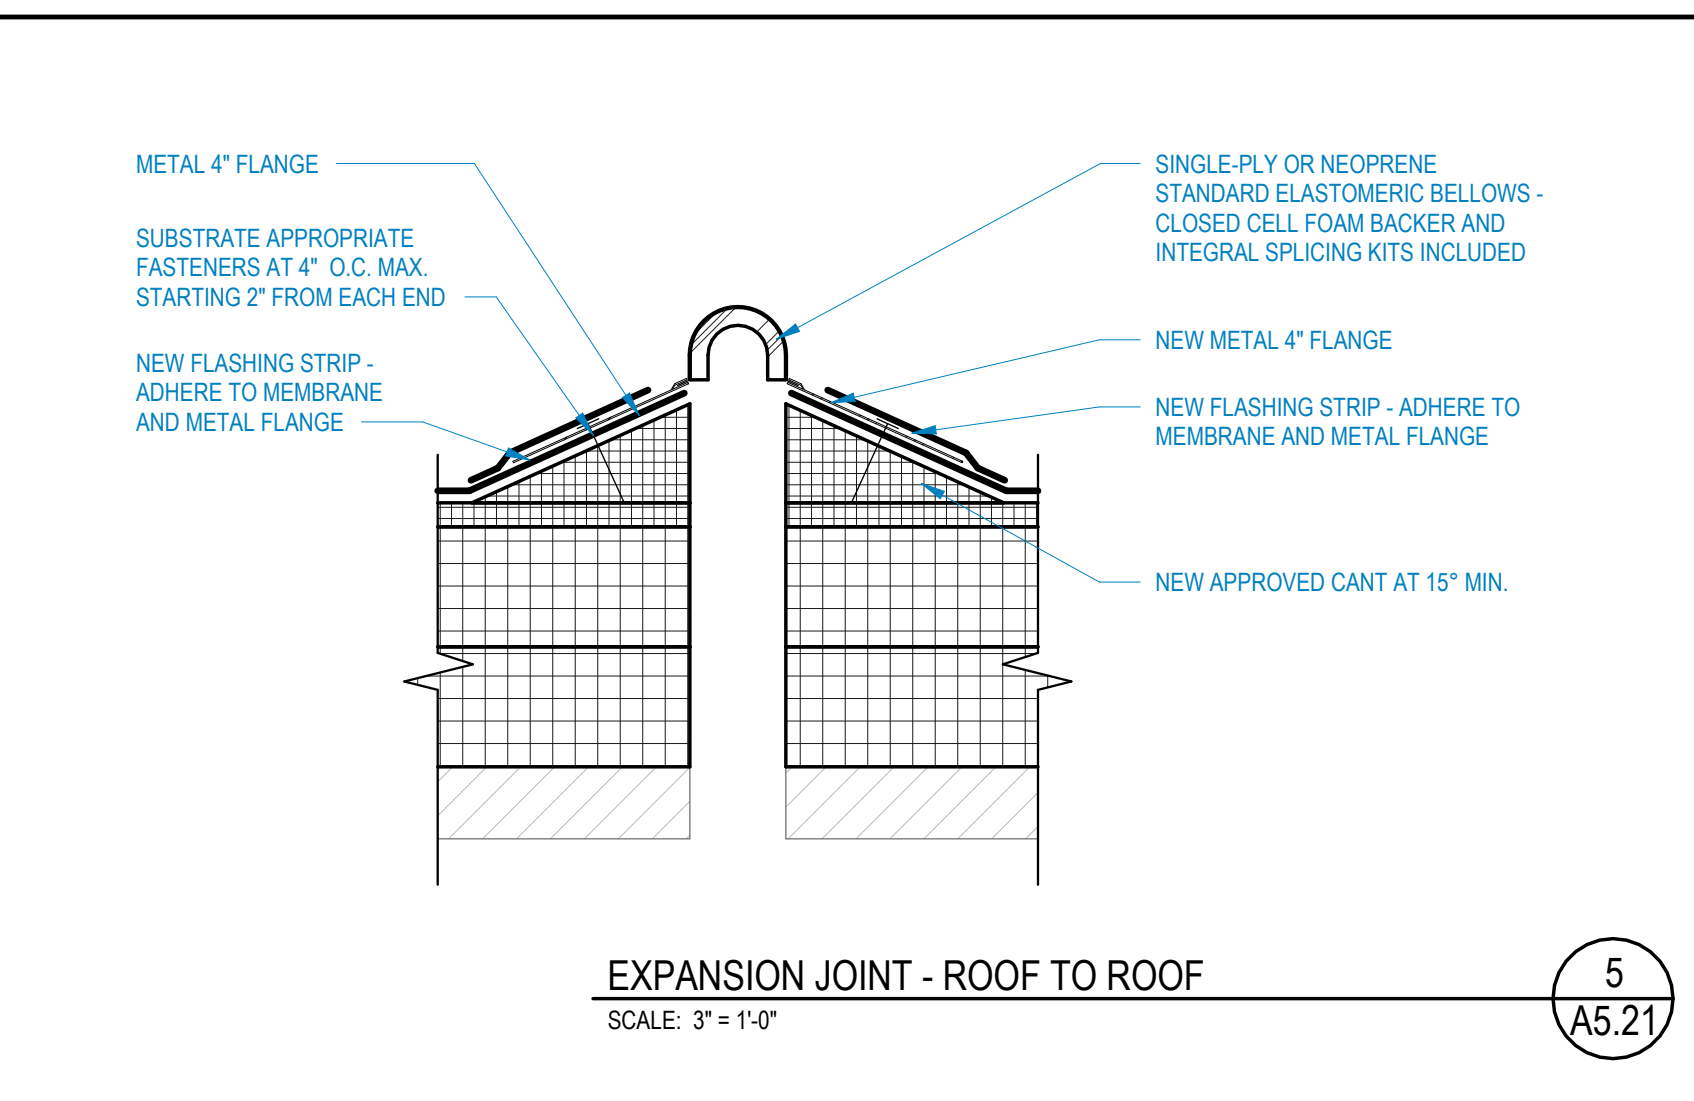 METAL 4" FLANGE
SUBSTRATE APPROPRIATE
FASTENERS AT 4" O.C. MAX.
STARTING 2" FROM EACH END
NEW FLASHING STRIP -
ADHERE TO MEMBRANE
AND METAL FLANGE
SINGLE-PLY OR NEOPRENE
STANDARD ELASTOMERIC BELLOWS -
CLOSED CELL FOAM BACKER AND
INTEGRAL SPLICING KITS INCLUDED
NEW METAL 4" FLANGE
NEW FLASHING STRIP - ADHERE TO
MEMBRANE AND METAL FLANGE
NEW APPROVED CANT AT 15° MIN.
EXPANSION JOINT - ROOF TO ROOF
SCALE: 3" = 1'-0"
5
A5.21